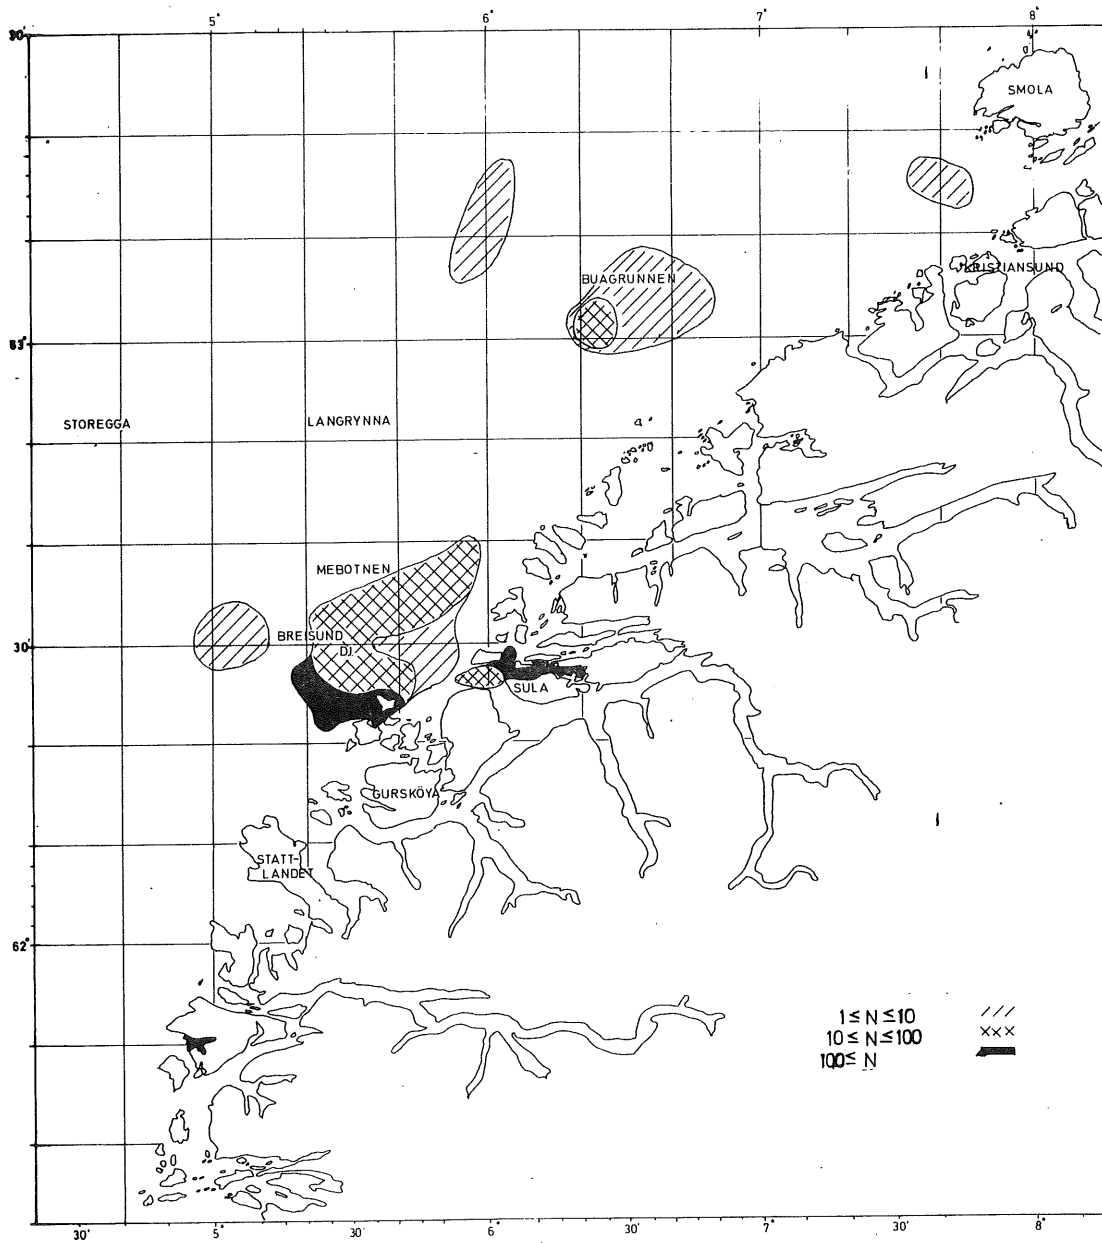 5° 6° 7° 8°
30'
SMOLA
KRISTIANSUND
BUAGRUNNEN
63°
STOREGGA LANGRYNNA
MEBOTNEN
BREISUND
DJ.
30'
SULA
GURSKÖYA
STATT-
LANDET
62°
1 ≤ N ≤ 10
10 ≤ N ≤ 100
100 ≤ N
30' 5° 30' 6° 30' 7° 30' 8°